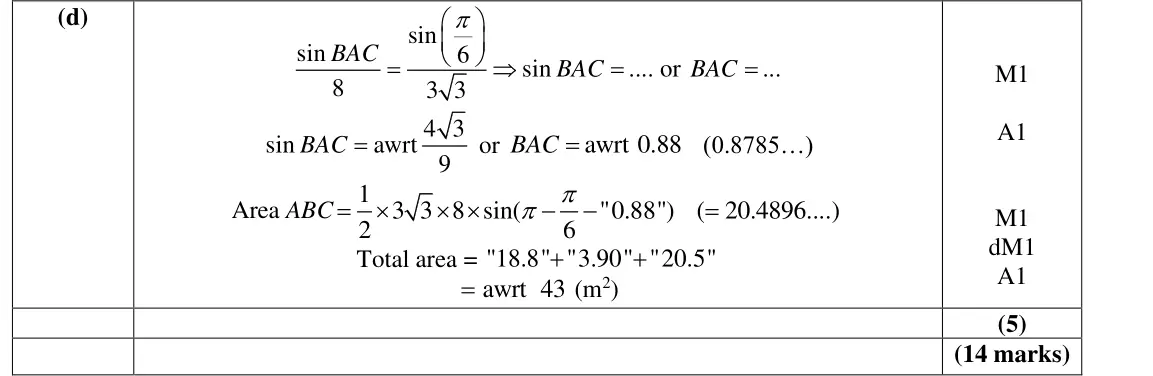 (d)
sin BAC / 8 = sin(π/6) / 3√3 ⇒ sin BAC = .... or BAC = ... M1
sin BAC = awrt 4√3/9 or BAC = awrt 0.88 (0.8785…) A1
Area ABC = 1/2 × 3√3 × 8 × sin(π − π/6 − "0.88") (= 20.4896....) M1
Total area = "18.8"+"3.90"+"20.5" dM1
= awrt 43 (m²) A1
(5)
(14 marks)